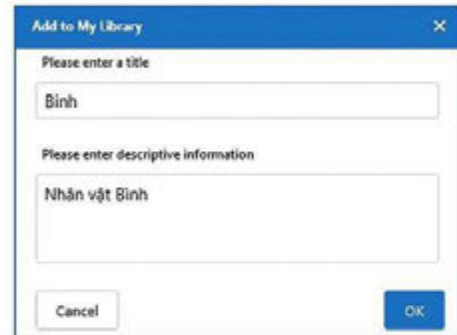 Add to My Library
Please enter a title
Bình
Please enter descriptive information
Nhân vật Bình
Cancel
OK